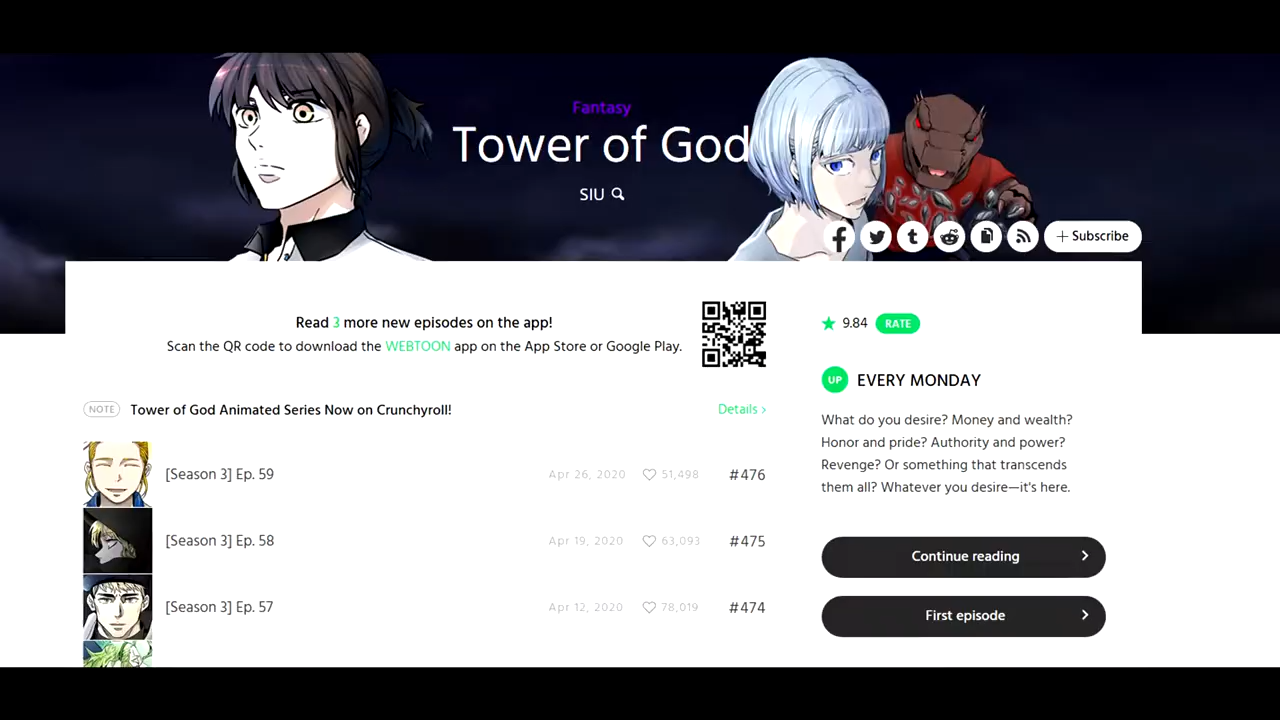 Fantasy
Tower of God
SIU
+ Subscribe
Read 3 more new episodes on the app!
Scan the QR code to download the WEBTOON app on the App Store or Google Play.
NOTE Tower of God Animated Series Now on Crunchyroll! Details ›
[Season 3] Ep. 59 Apr 26, 2020 51,498 #476
[Season 3] Ep. 58 Apr 19, 2020 63,093 #475
[Season 3] Ep. 57 Apr 12, 2020 78,019 #474
9.84 RATE
UP EVERY MONDAY
What do you desire? Money and wealth?
Honor and pride? Authority and power?
Revenge? Or something that transcends
them all? Whatever you desire—it's here.
Continue reading
First episode